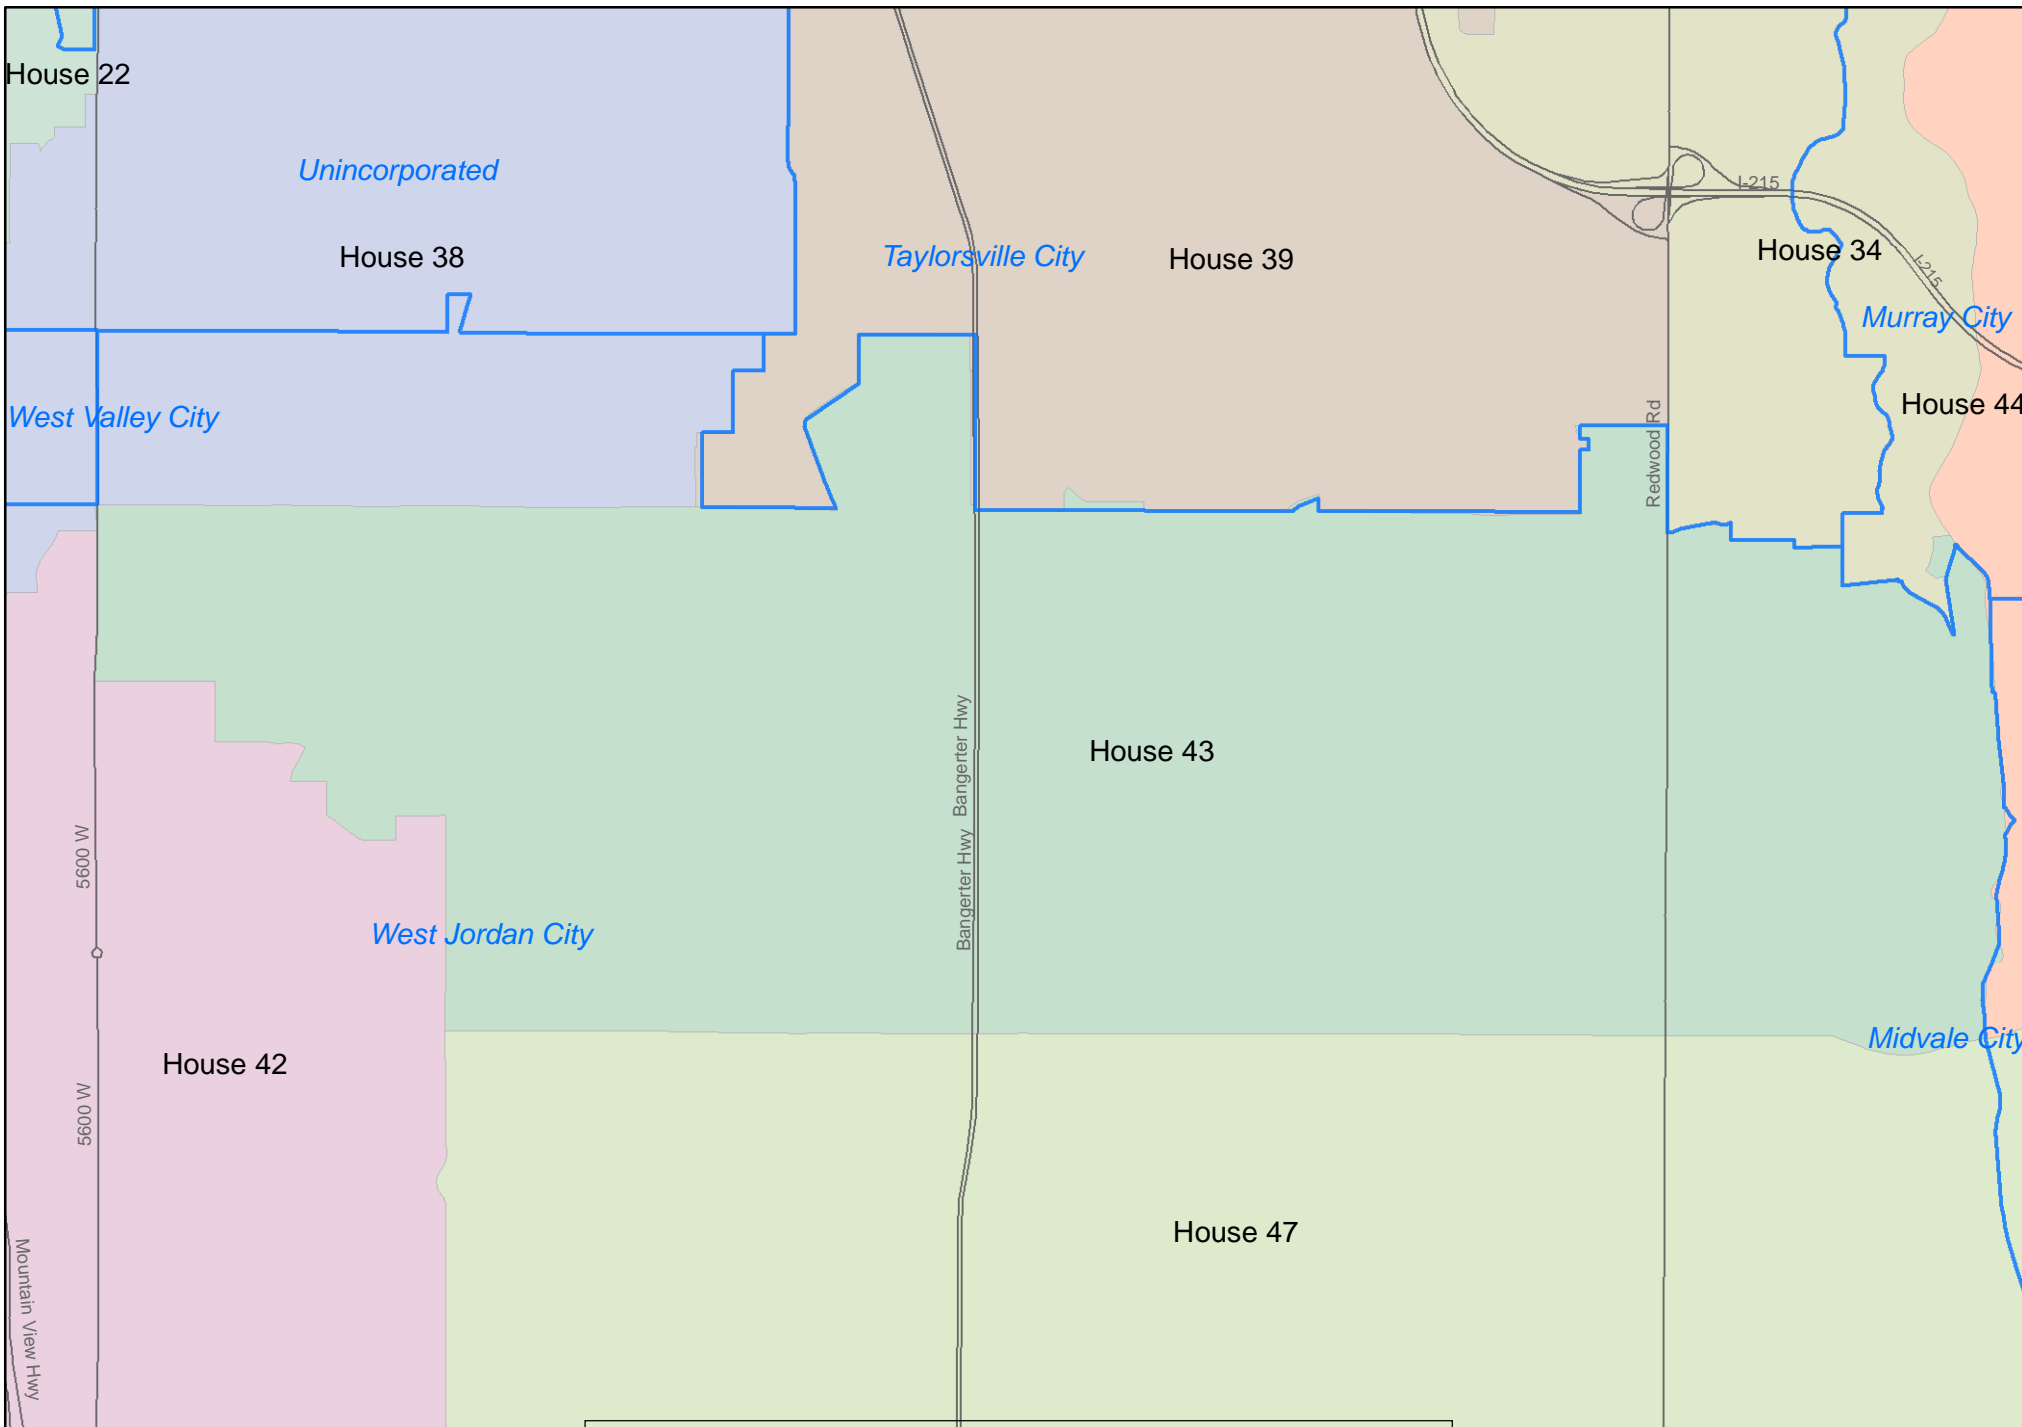 House 22
Unincorporated
I-215
House 38
Taylorsville City
House 39
House 34
I-215
Murray City
West Valley City
House 44
Redwood Rd
Bangerter Hwy
House 43
5600 W
Bangerter Hwy
West Jordan City
Midvale City
House 42
5600 W
House 47
Mountain View Hwy